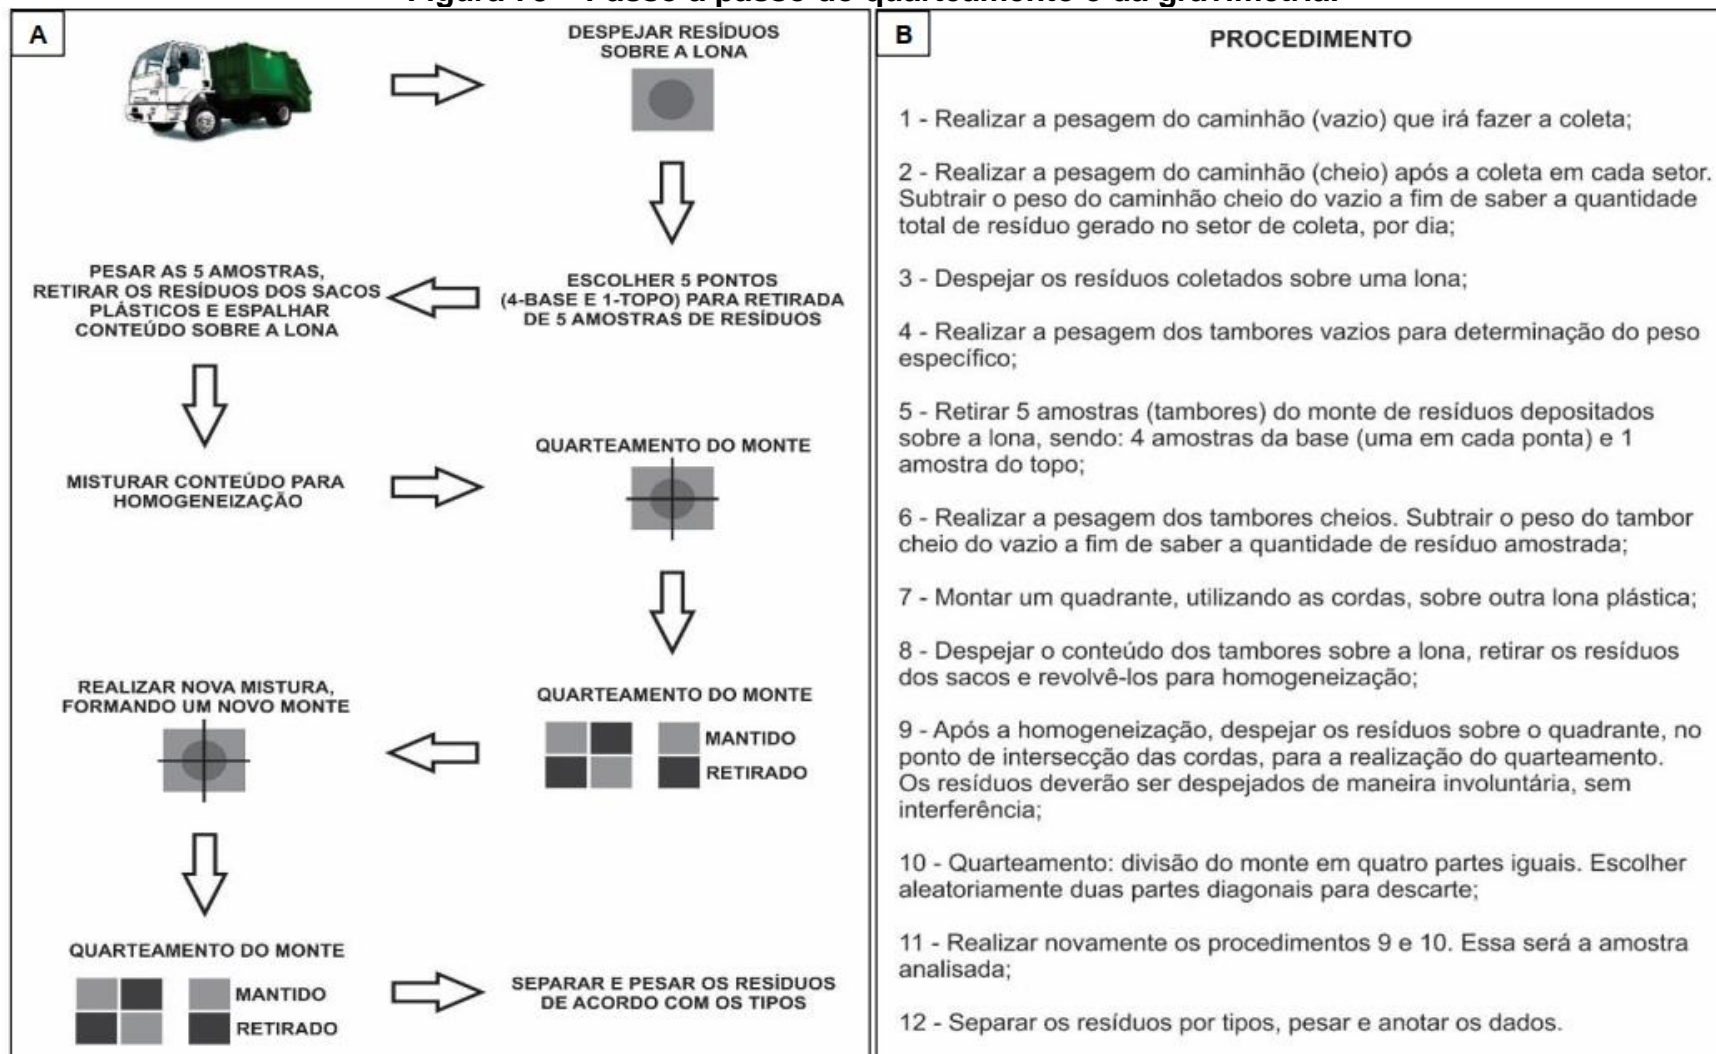 A
DESPEJAR RESÍDUOS
SOBRE A LONA
ESCOLHER 5 PONTOS
(4-BASE E 1-TOPO) PARA RETIRADA
DE 5 AMOSTRAS DE RESÍDUOS
PESAR AS 5 AMOSTRAS,
RETIRAR OS RESÍDUOS DOS SACOS
PLÁSTICOS E ESPALHAR
CONTEÚDO SOBRE A LONA
MISTURAR CONTEÚDO PARA
HOMOGENEIZAÇÃO
QUARTEAMENTO DO MONTE
QUARTEAMENTO DO MONTE
MANTIDO
RETIRADO
REALIZAR NOVA MISTURA,
FORMANDO UM NOVO MONTE
QUARTEAMENTO DO MONTE
MANTIDO
RETIRADO
SEPARAR E PESAR OS RESÍDUOS
DE ACORDO COM OS TIPOS
B
PROCEDIMENTO
1 - Realizar a pesagem do caminhão (vazio) que irá fazer a coleta;
2 - Realizar a pesagem do caminhão (cheio) após a coleta em cada setor.
Subtrair o peso do caminhão cheio do vazio a fim de saber a quantidade
total de resíduo gerado no setor de coleta, por dia;
3 - Despejar os resíduos coletados sobre uma lona;
4 - Realizar a pesagem dos tambores vazios para determinação do peso
específico;
5 - Retirar 5 amostras (tambores) do monte de resíduos depositados
sobre a lona, sendo: 4 amostras da base (uma em cada ponta) e 1
amostra do topo;
6 - Realizar a pesagem dos tambores cheios. Subtrair o peso do tambor
cheio do vazio a fim de saber a quantidade de resíduo amostrada;
7 - Montar um quadrante, utilizando as cordas, sobre outra lona plástica;
8 - Despejar o conteúdo dos tambores sobre a lona, retirar os resíduos
dos sacos e revolvê-los para homogeneização;
9 - Após a homogeneização, despejar os resíduos sobre o quadrante, no
ponto de intersecção das cordas, para a realização do quarteamento.
Os resíduos deverão ser despejados de maneira involuntária, sem
interferência;
10 - Quarteamento: divisão do monte em quatro partes iguais. Escolher
aleatoriamente duas partes diagonais para descarte;
11 - Realizar novamente os procedimentos 9 e 10. Essa será a amostra
analisada;
12 - Separar os resíduos por tipos, pesar e anotar os dados.